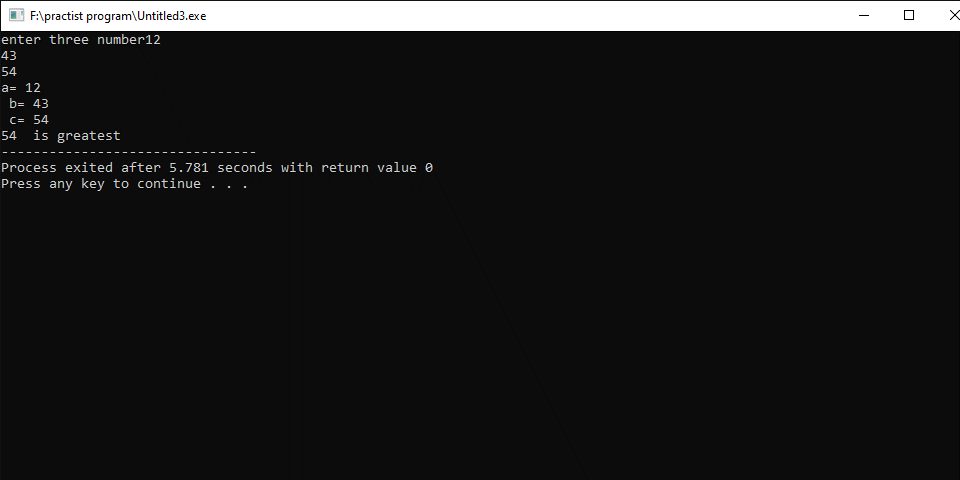 F:\practist program\Untitled3.exe
enter three number12
43
54
a= 12
 b= 43
 c= 54
54  is greatest
--------------------------------
Process exited after 5.781 seconds with return value 0
Press any key to continue . . .